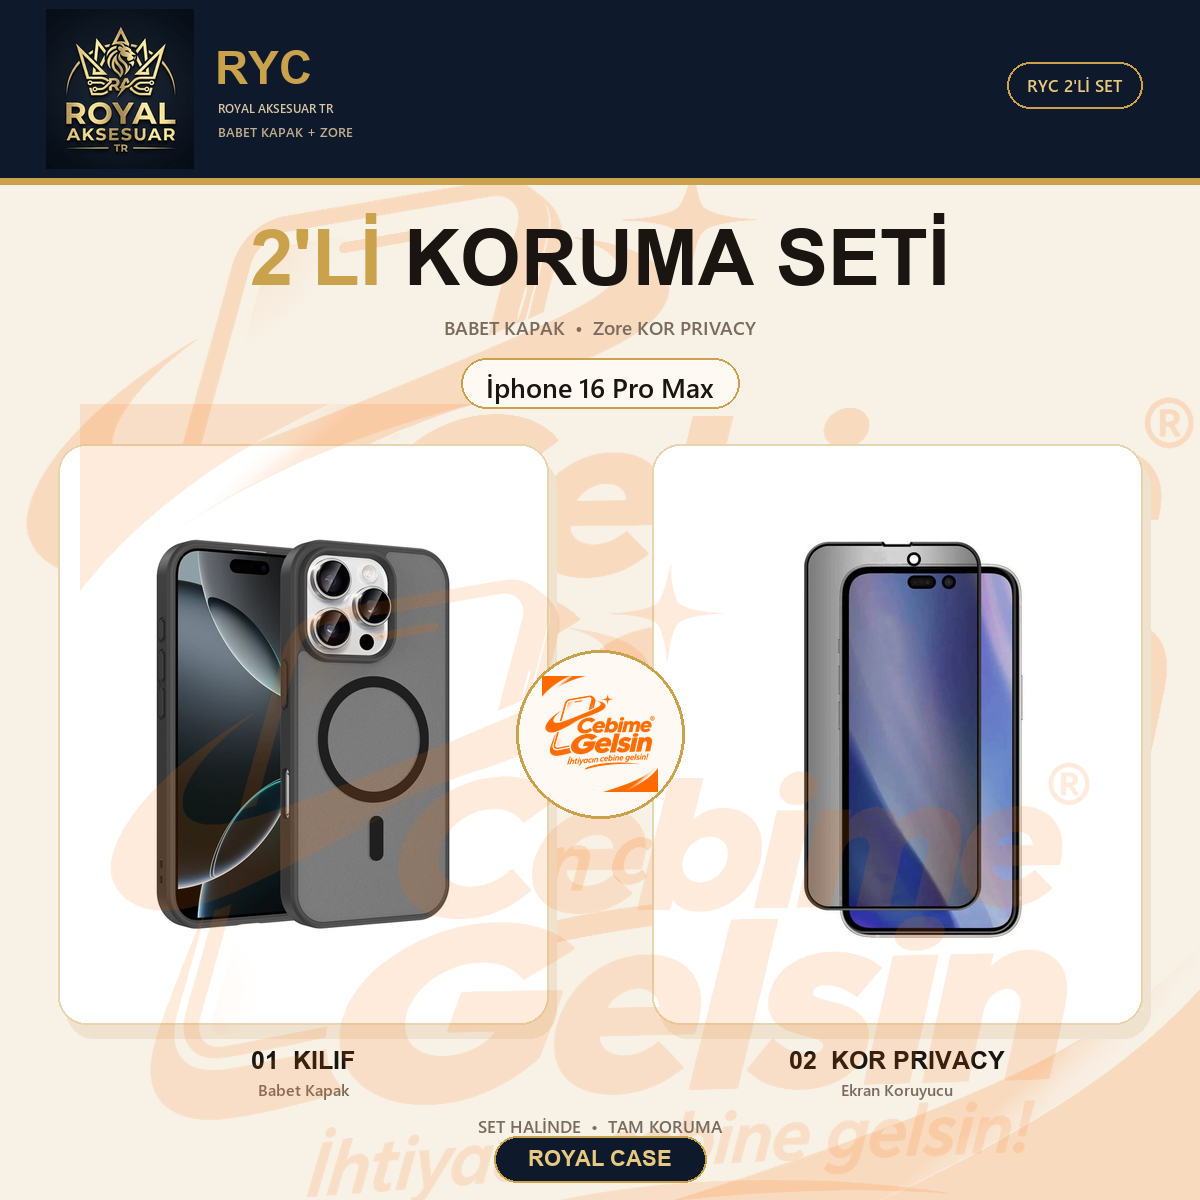 ROYAL
AKSESUAR
TR
RYC
ROYAL AKSESUAR TR
BABET KAPAK + ZORE
RYC 2'Lİ SET
2'Lİ KORUMA SETİ
BABET KAPAK • Zore KOR PRIVACY
İphone 16 Pro Max
®
Cebime®
Gelsin
İhtiyacın cebine gelsin!
Cebime®
Gelsin
01 KILIF
Babet Kapak
02 KOR PRIVACY
Ekran Koruyucu
SET HALİNDE • TAM KORUMA
ROYAL CASE